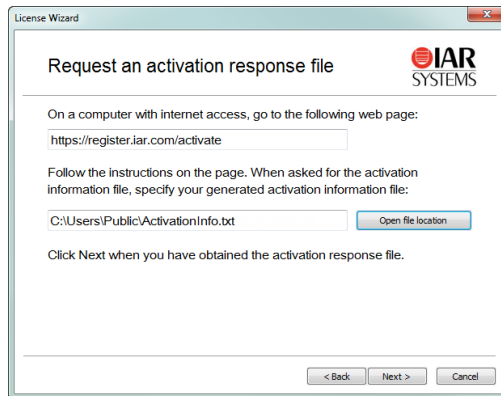 License Wizard
Request an activation response file
IAR
SYSTEMS
On a computer with internet access, go to the following web page:
https://register.iar.com/activate
Follow the instructions on the page. When asked for the activation
information file, specify your generated activation information file:
C:\Users\Public\ActivationInfo.txt
Open file location
Click Next when you have obtained the activation response file.
< Back
Next >
Cancel